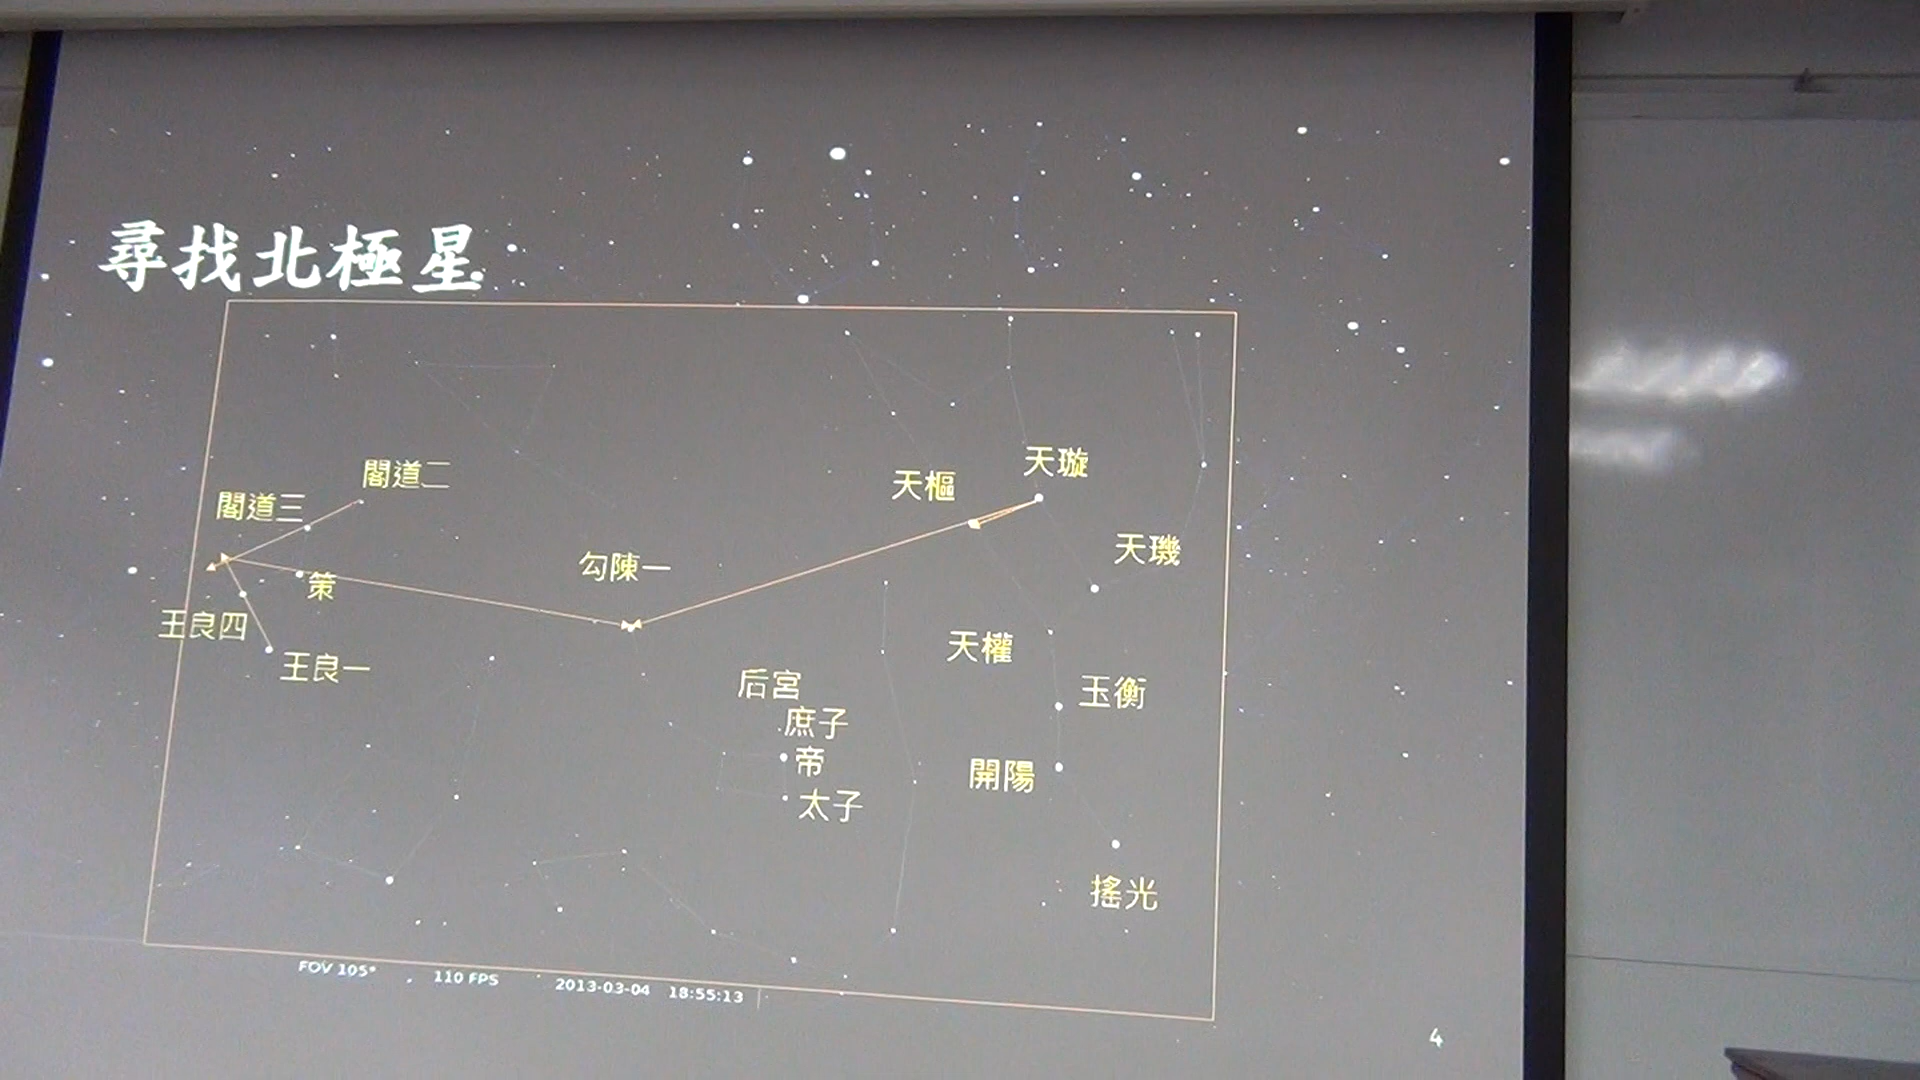 尋找北極星
天璇
閣道二
天樞
閣道三
天璣
勾陳一
策
王良四
天權
王良一
后宮
玉衡
庶子
帝
開陽
太子
搖光
FOV 105° 110 FPS 2013-03-04 18:55:13
4